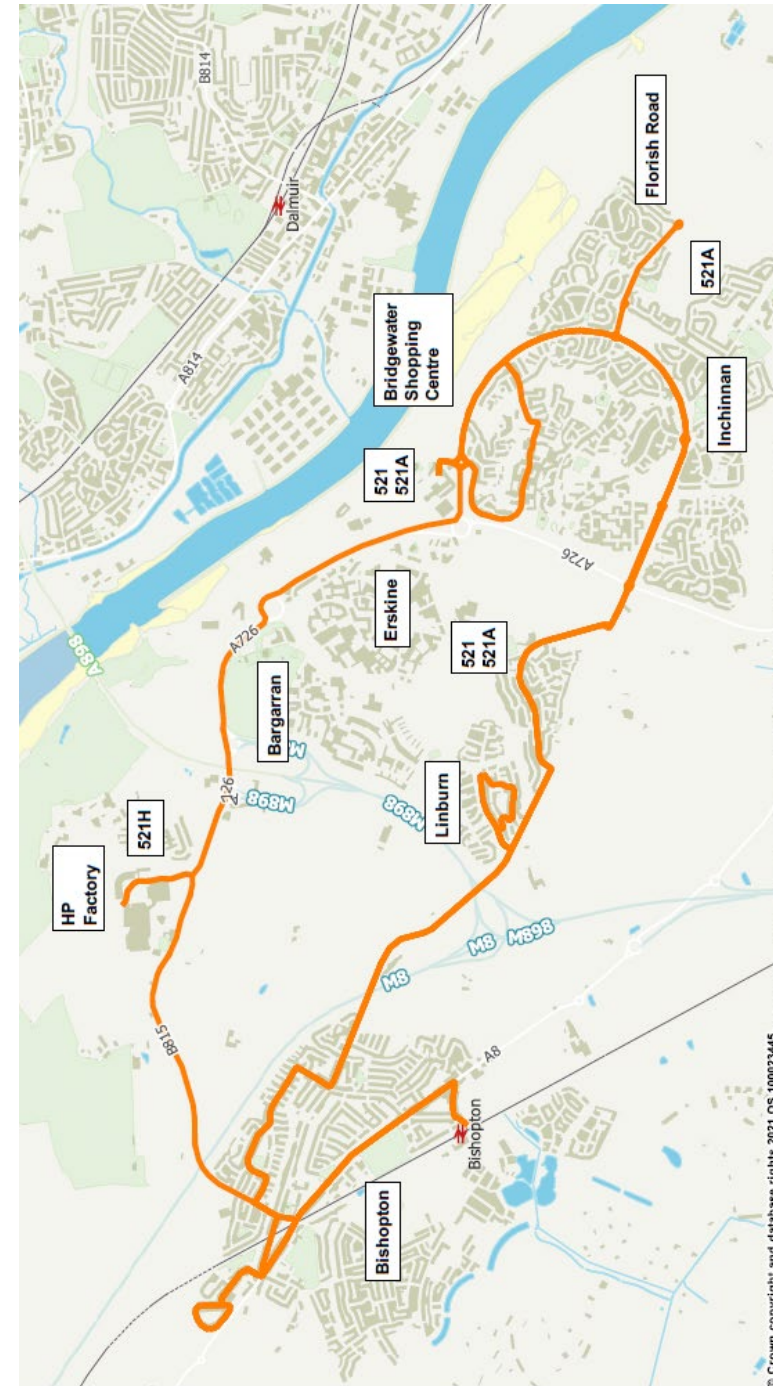 HP
Factory
521H
B815
A726
Bargarran
A898
M898
M898
B814
A814
Dalmuir
Bridgewater
Shopping
Centre
521
521A
Erskine
521
521A
A726
Linburn
M8
M8
M898
A8
Bishopton
Bishopton
Florish Road
521A
Inchinnan
© Crown copyright and database rights 2021 OS 100023445